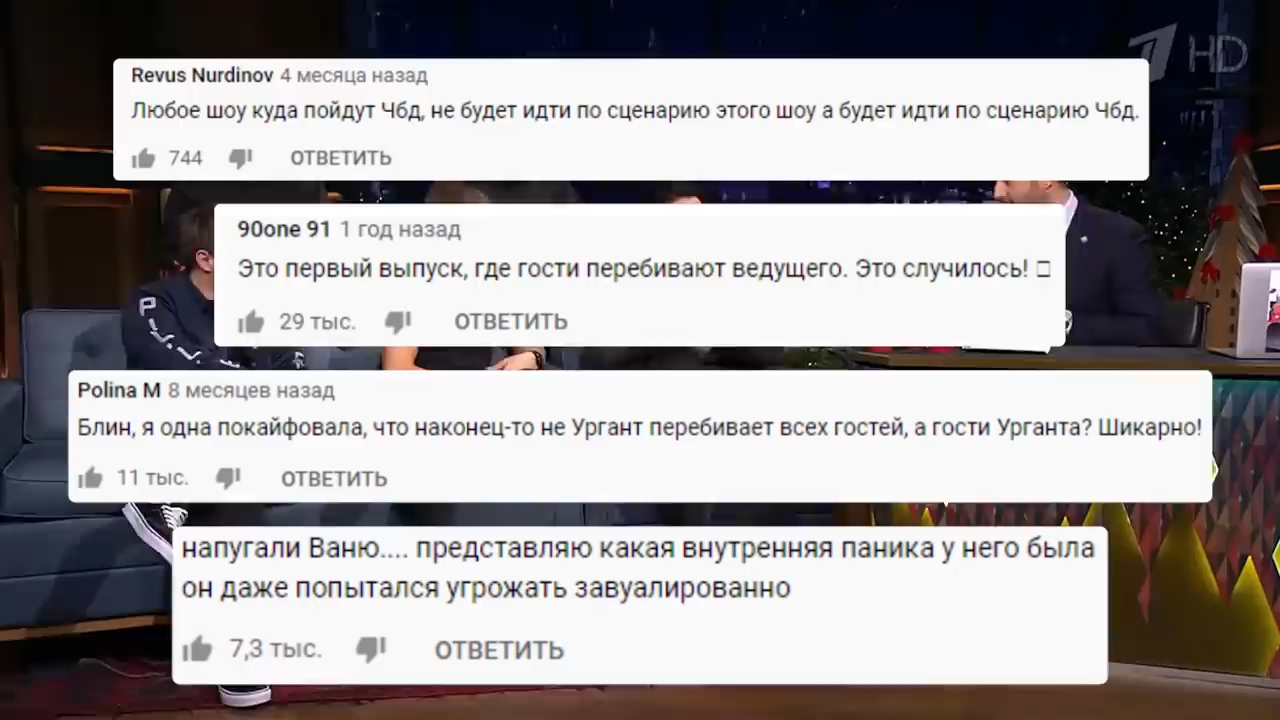 HD
Revus Nurdinov 4 месяца назад
Любое шоу куда пойдут Чбд, не будет идти по сценарию этого шоу а будет идти по сценарию Чбд.
744 ОТВЕТИТЬ
90one 91 1 год назад
Это первый выпуск, где гости перебивают ведущего. Это случилось!
29 тыс. ОТВЕТИТЬ
Polina M 8 месяцев назад
Блин, я одна покайфовала, что наконец-то не Ургант перебивает всех гостей, а гости Урганта? Шикарно!
11 тыс. ОТВЕТИТЬ
напугали Ваню.... представляю какая внутренняя паника у него была
он даже попытался угрожать завуалированно
7,3 тыс. ОТВЕТИТЬ